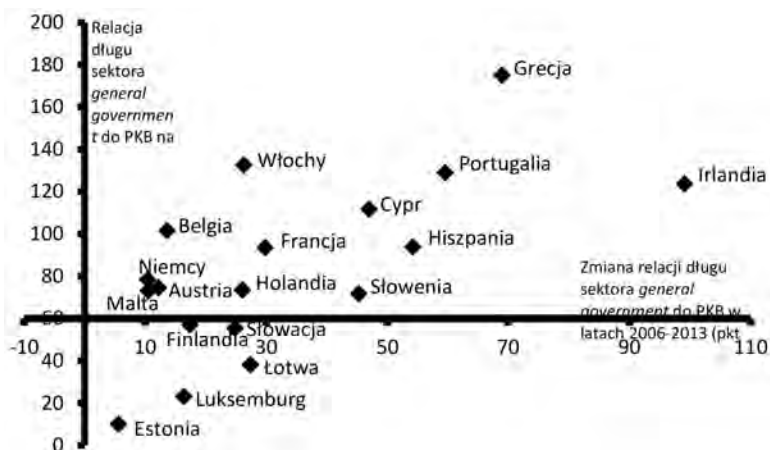 200
180
160
140
120
100
80
60
40
20
0
Relacja
długu
sektora
general
governmen
t do PKB na
Grecja
Włochy
Portugalia
Irlandia
Cypr
Belgia
Francja
Hiszpania
Niemcy
Malta
Austria
Holandia
Słowenia
Zmiana relacji długu
sektora general
government do PKB w
latach 2006-2013 (pkt
Finlandia
Słowacja
-10 10 30 50 70 90 110
Łotwa
Luksemburg
Estonia